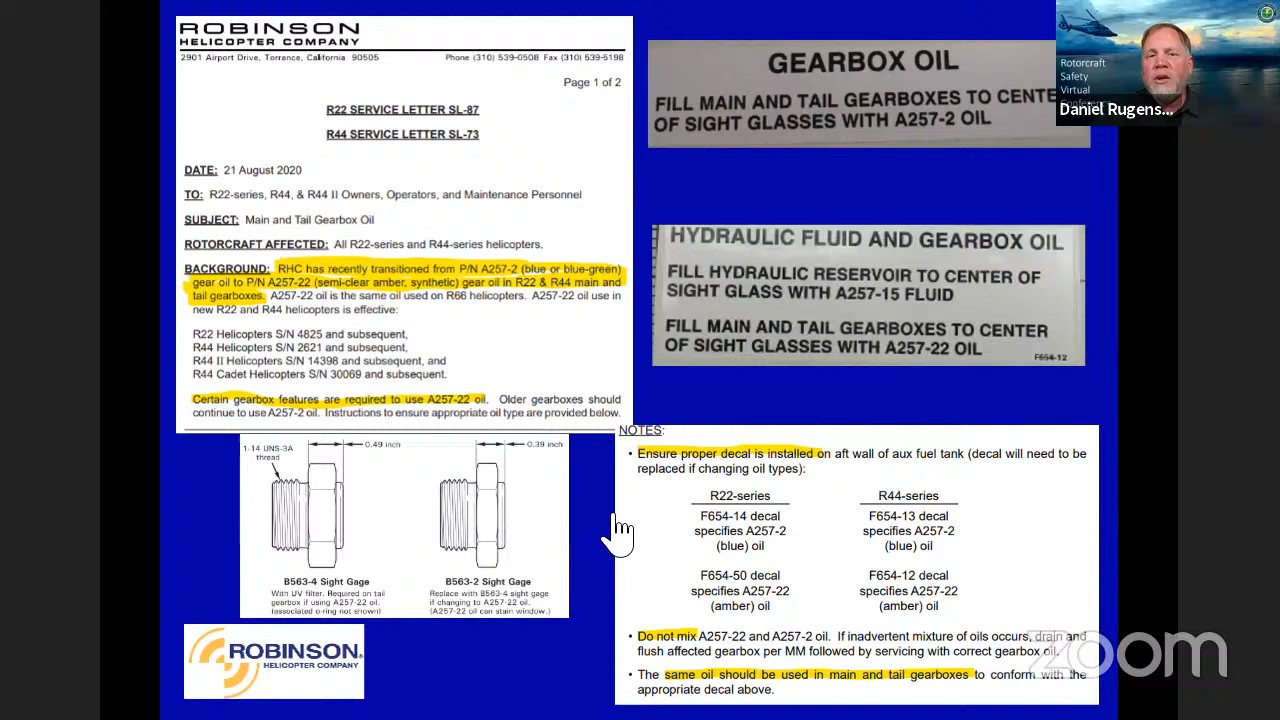 ROBINSON
HELICOPTER COMPANY
2901 Airport Drive, Torrance, California 90505
Phone (310) 539-0508 Fax (310) 539-5198
Page 1 of 2
R22 SERVICE LETTER SL-87
R44 SERVICE LETTER SL-73
DATE: 21 August 2020
TO: R22-series, R44, & R44 II Owners, Operators, and Maintenance Personnel
SUBJECT: Main and Tail Gearbox Oil
ROTORCRAFT AFFECTED: All R22-series and R44-series helicopters.
BACKGROUND: RHC has recently transitioned from P/N A257-2 (blue or blue-green)
gear oil to P/N A257-22 (semi-clear amber, synthetic) gear oil in R22 & R44 main and
tail gearboxes. A257-22 oil is the same oil used on R66 helicopters. A257-22 oil use in
new R22 and R44 helicopters is effective:
R22 Helicopters S/N 4825 and subsequent,
R44 Helicopters S/N 2621 and subsequent,
R44 II Helicopters S/N 14398 and subsequent, and
R44 Cadet Helicopters S/N 30069 and subsequent.
Certain gearbox features are required to use A257-22 oil. Older gearboxes should
continue to use A257-2 oil. Instructions to ensure appropriate oil type are provided below.
1-14 UNS-3A
thread
0.49 inch
0.39 inch
B563-4 Sight Gage
With UV filter. Required on tail
gearbox if using A257-22 oil.
(associated o-ring not shown)
B563-2 Sight Gage
Replace with B563-4 sight gage
if changing to A257-22 oil.
(A257-22 oil can stain window.)
ROBINSON
HELICOPTER COMPANY
GEARBOX OIL
FILL MAIN AND TAIL GEARBOXES TO CENTE
OF SIGHT GLASSES WITH A257-2 OIL
HYDRAULIC FLUID AND GEARBOX OIL
FILL HYDRAULIC RESERVOIR TO CENTER OF
SIGHT GLASS WITH A257-15 FLUID
FILL MAIN AND TAIL GEARBOXES TO CENTER
OF SIGHT GLASSES WITH A257-22 OIL
F654-12
NOTES:
• Ensure proper decal is installed on aft wall of aux fuel tank (decal will need to be
replaced if changing oil types):
R22-series
F654-14 decal
specifies A257-2
(blue) oil
F654-50 decal
specifies A257-22
(amber) oil
R44-series
F654-13 decal
specifies A257-2
(blue) oil
F654-12 decal
specifies A257-22
(amber) oil
• Do not mix A257-22 and A257-2 oil. If inadvertent mixture of oils occurs, drain and
flush affected gearbox per MM followed by servicing with correct gearbox oil.
• The same oil should be used in main and tail gearboxes to conform with the
appropriate decal above.
Rotorcraft
Safety
Virtual
Daniel Rugens...
zoom